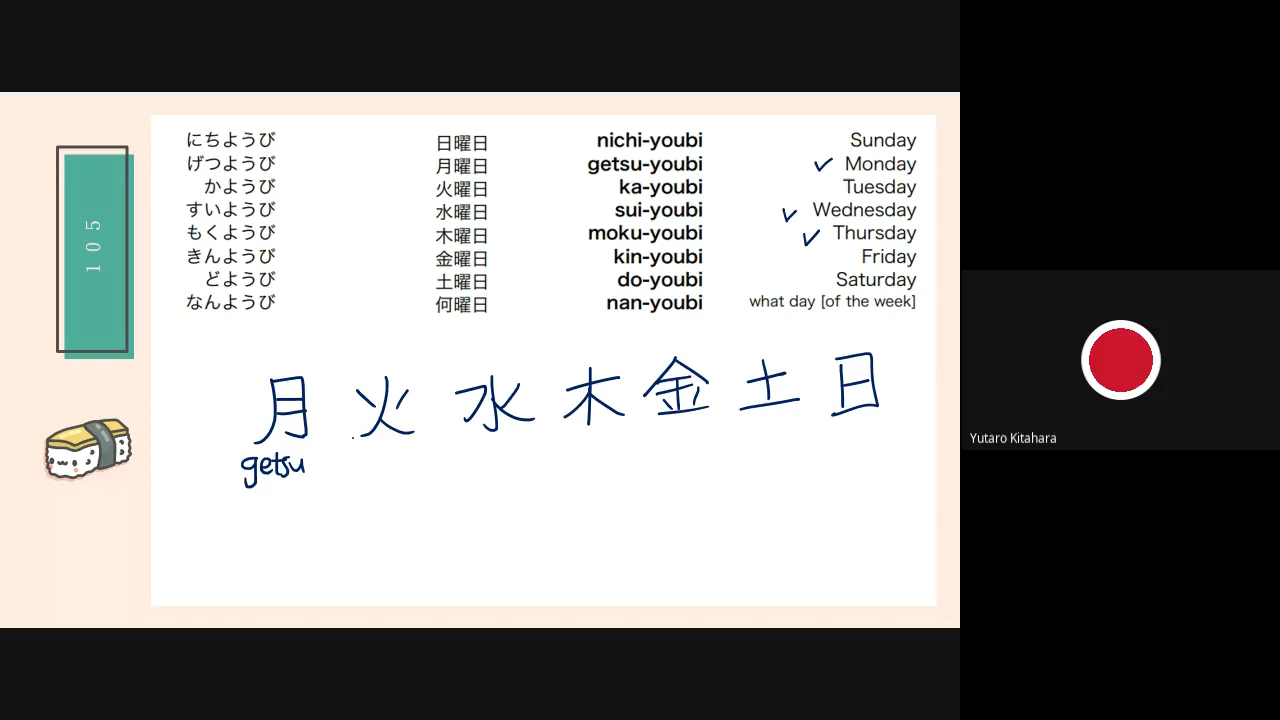 にちようび 日曜日 nichi-youbi Sunday
げつようび 月曜日 getsu-youbi Monday
かようび 火曜日 ka-youbi Tuesday
すいようび 水曜日 sui-youbi Wednesday
もくようび 木曜日 moku-youbi Thursday
きんようび 金曜日 kin-youbi Friday
どようび 土曜日 do-youbi Saturday
なんようび 何曜日 nan-youbi what day [of the week]
105
月 火 水 木 金 土 日
getsu
Yutaro Kitahara